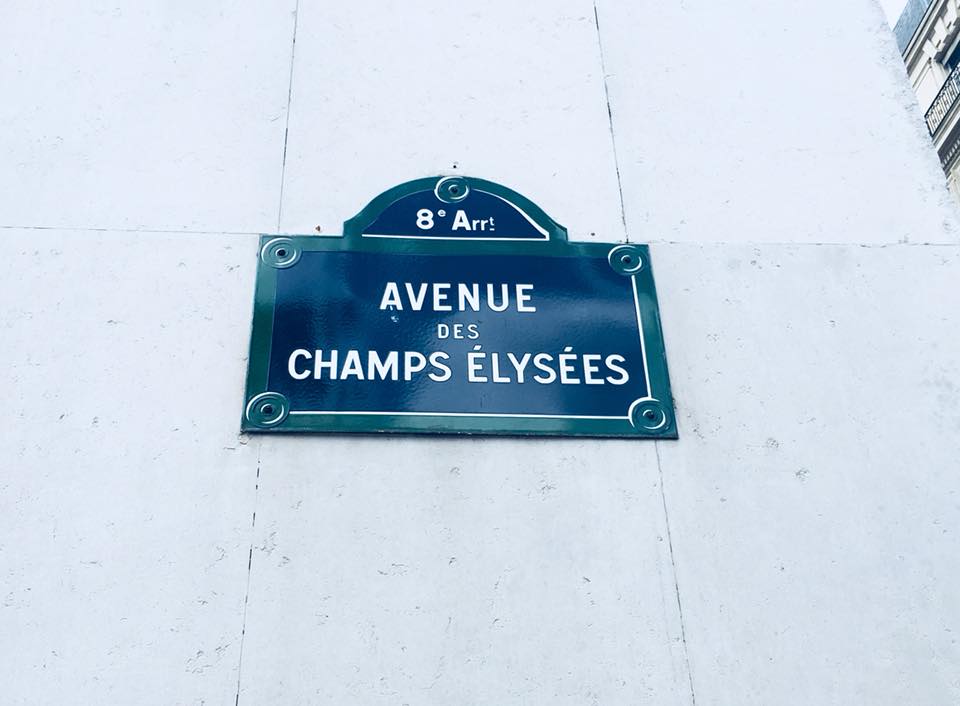 8e Arrt
AVENUE
DES
CHAMPS ÉLYSÉES